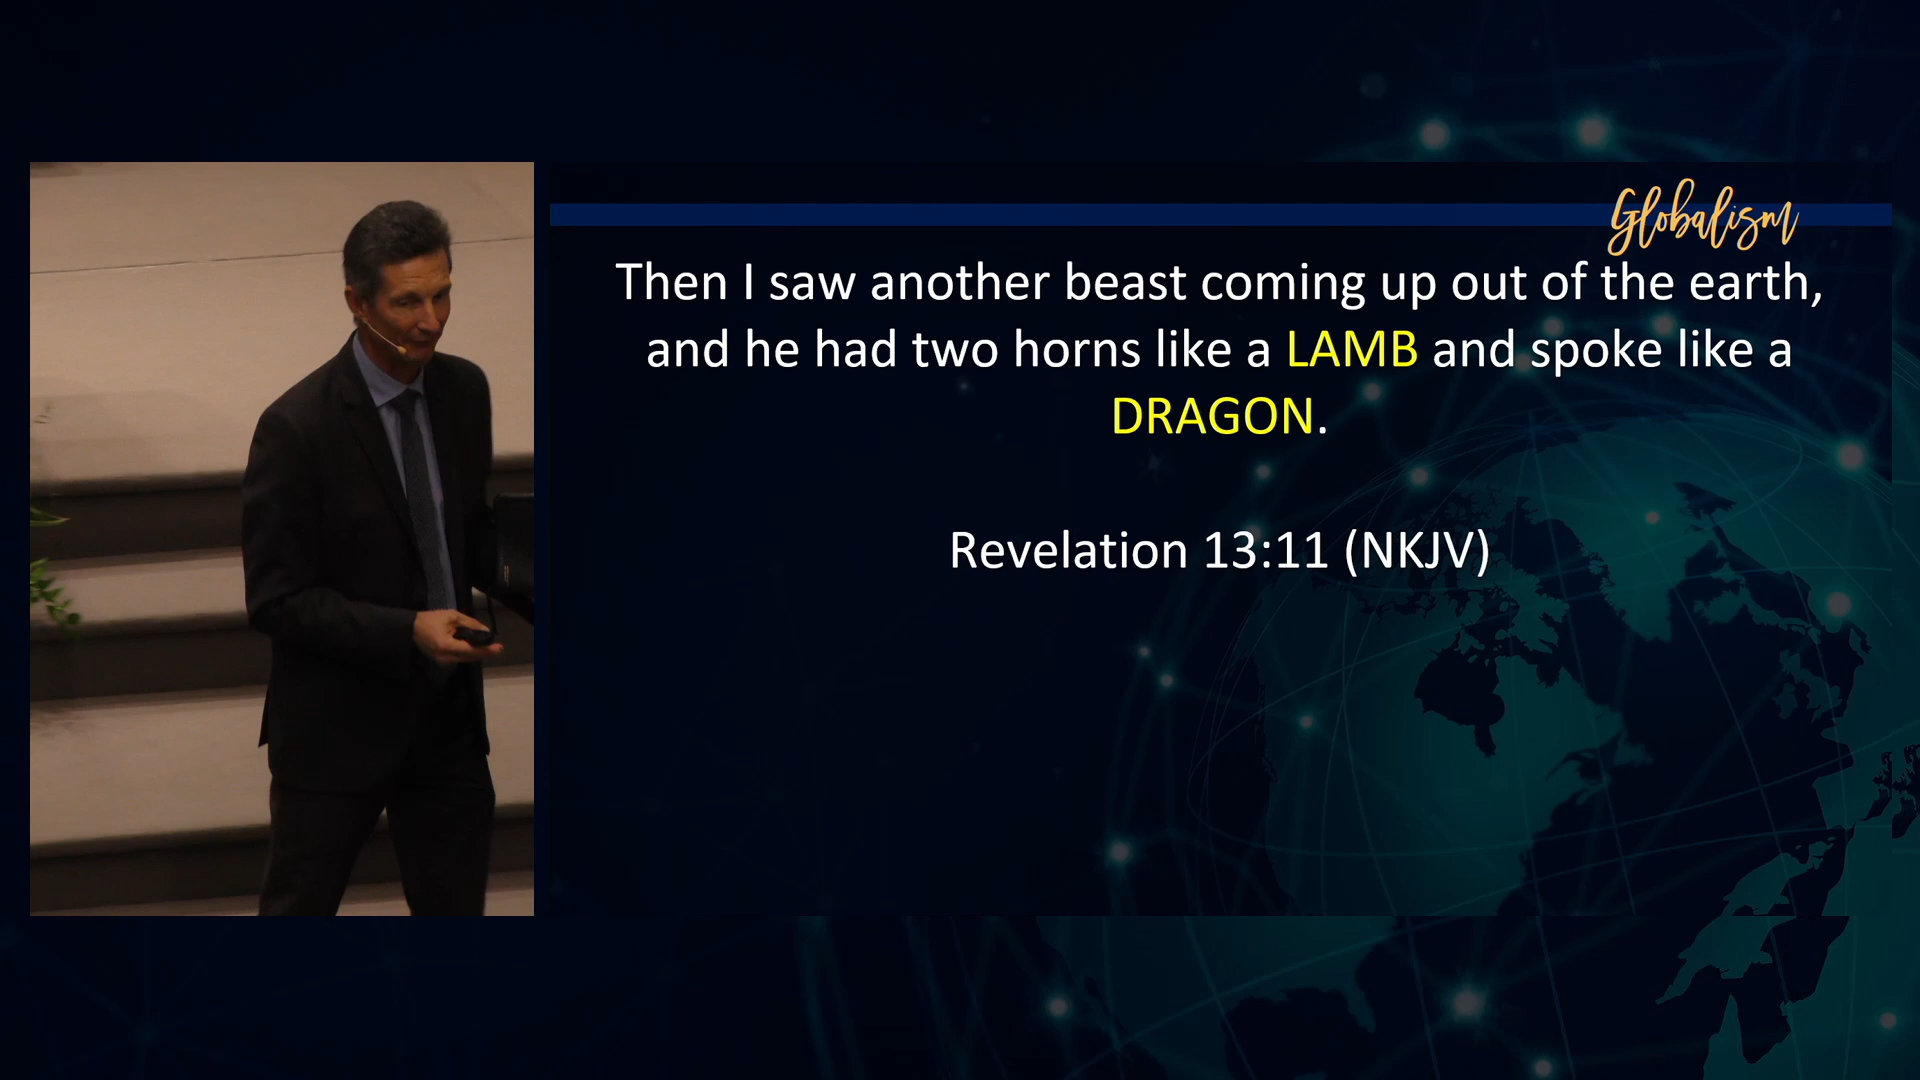 Globalism
Then I saw another beast coming up out of the earth,
and he had two horns like a LAMB and spoke like a
DRAGON.
Revelation 13:11 (NKJV)